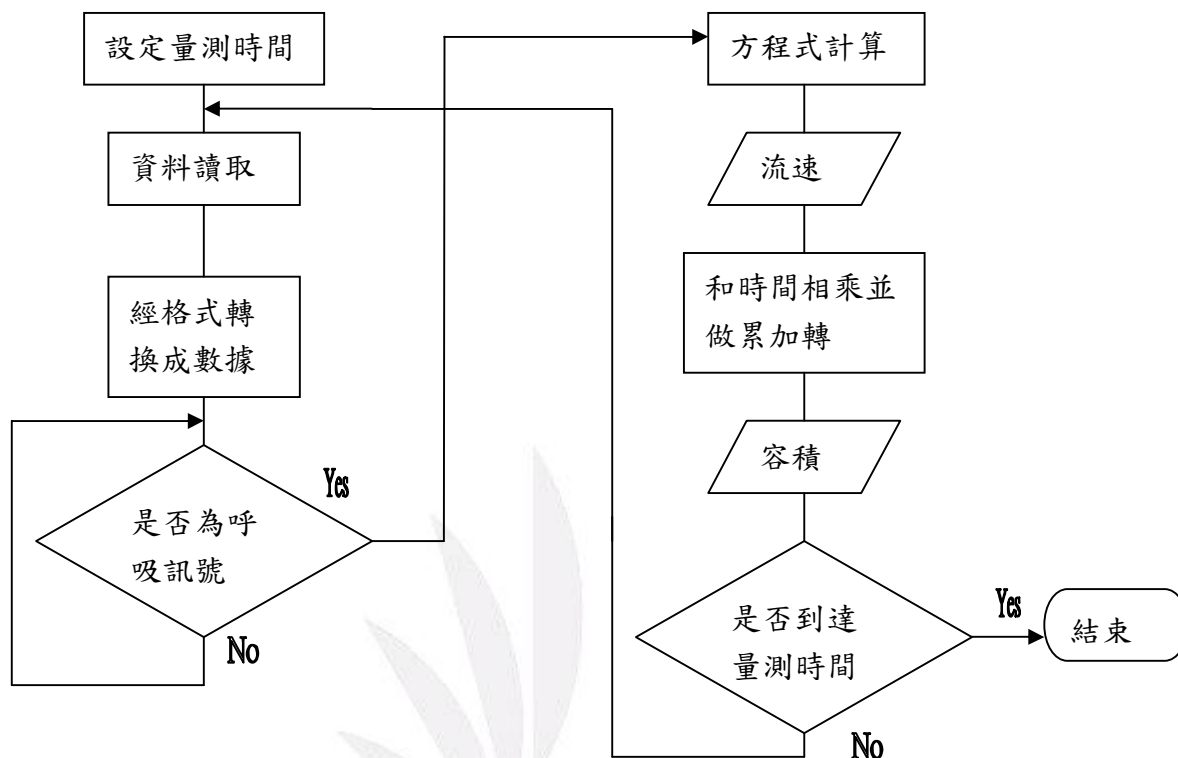 設定量測時間
資料讀取
經格式轉
換成數據
是否為呼
吸訊號
Yes
No
方程式計算
流速
和時間相乘並
做累加轉
容積
是否到達
量測時間
Yes
No
結束